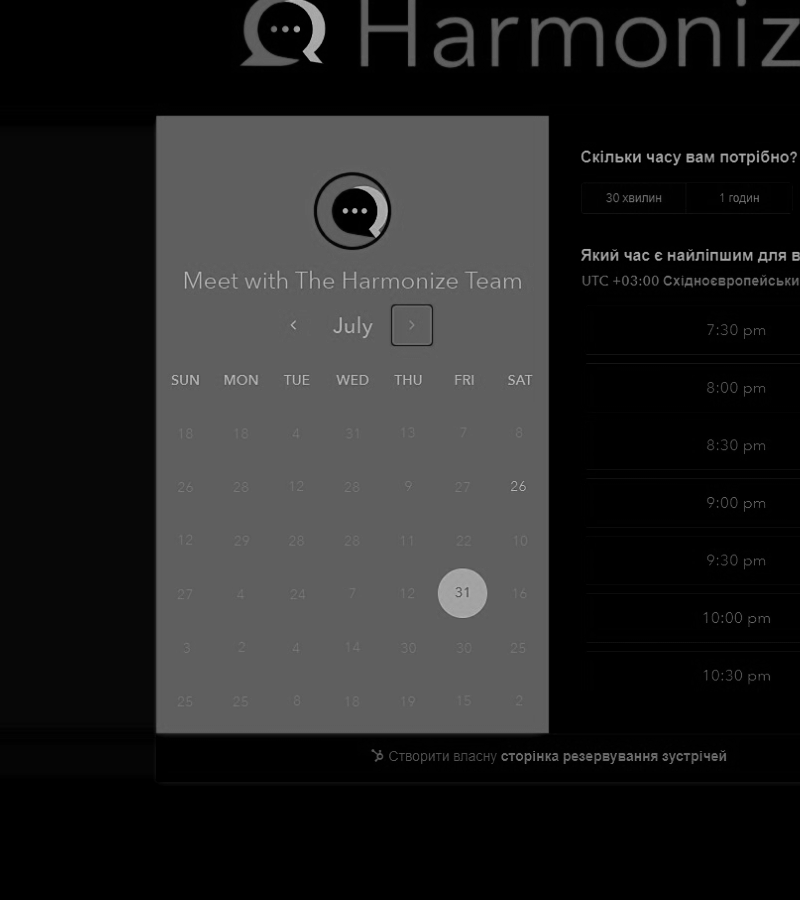 Harmoniz
Meet with The Harmonize Team
July
SUN MON TUE WED THU FRI SAT
18 18 4 31 13 7 8
26 28 12 28 9 27 26
12 29 28 28 11 22 10
27 4 24 7 12 31 16
3 2 4 14 30 30 25
25 25 8 18 19 15 2
Скільки часу вам потрібно?
30 хвилин 1 годин
Який час є найліпшим для в
UTC +03:00 Східноєвропейськи
7:30 pm
8:00 pm
8:30 pm
9:00 pm
9:30 pm
10:00 pm
10:30 pm
Створити власну сторінка резервування зустрічей